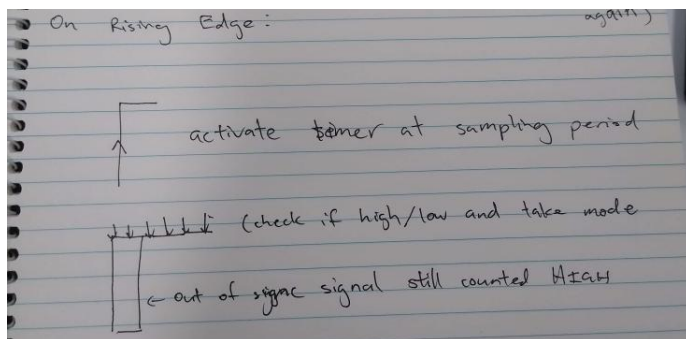 On Rising Edge:
again)
activate timer at sampling period
(check if high/low and take mode
out of sync signal still counted HIGH